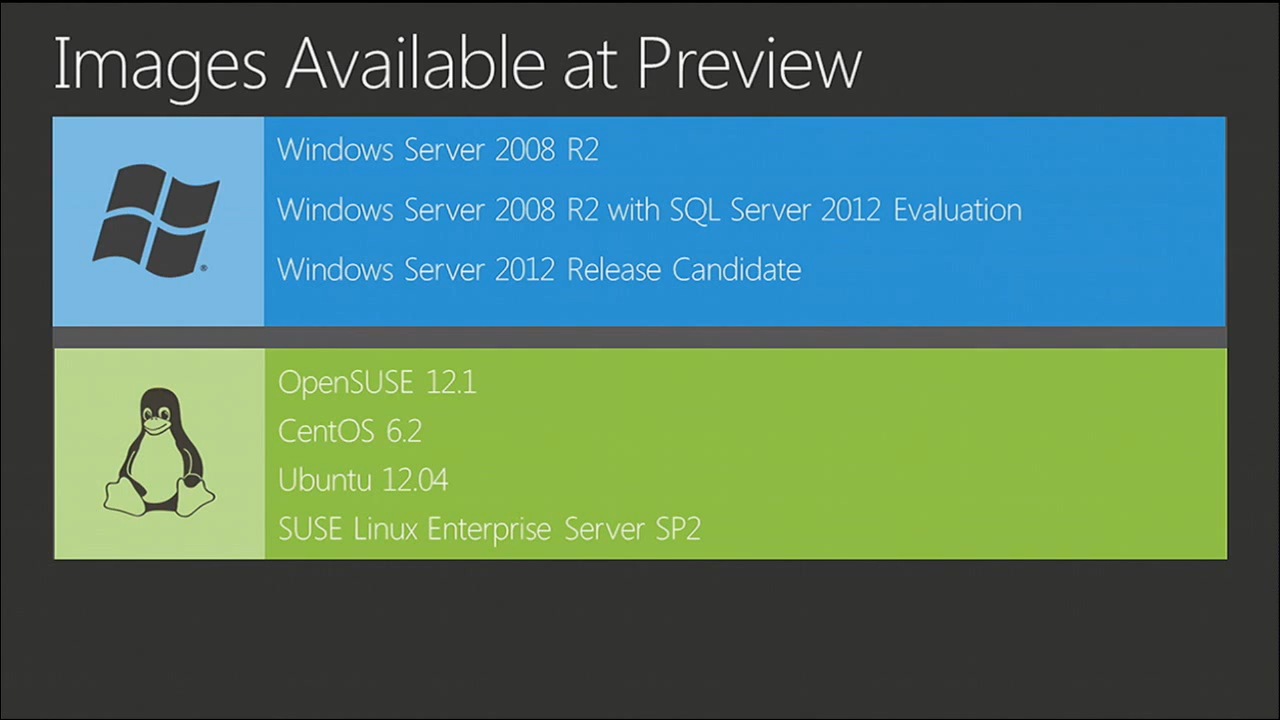 Images Available at Preview
Windows Server 2008 R2
Windows Server 2008 R2 with SQL Server 2012 Evaluation
Windows Server 2012 Release Candidate
OpenSUSE 12.1
CentOS 6.2
Ubuntu 12.04
SUSE Linux Enterprise Server SP2